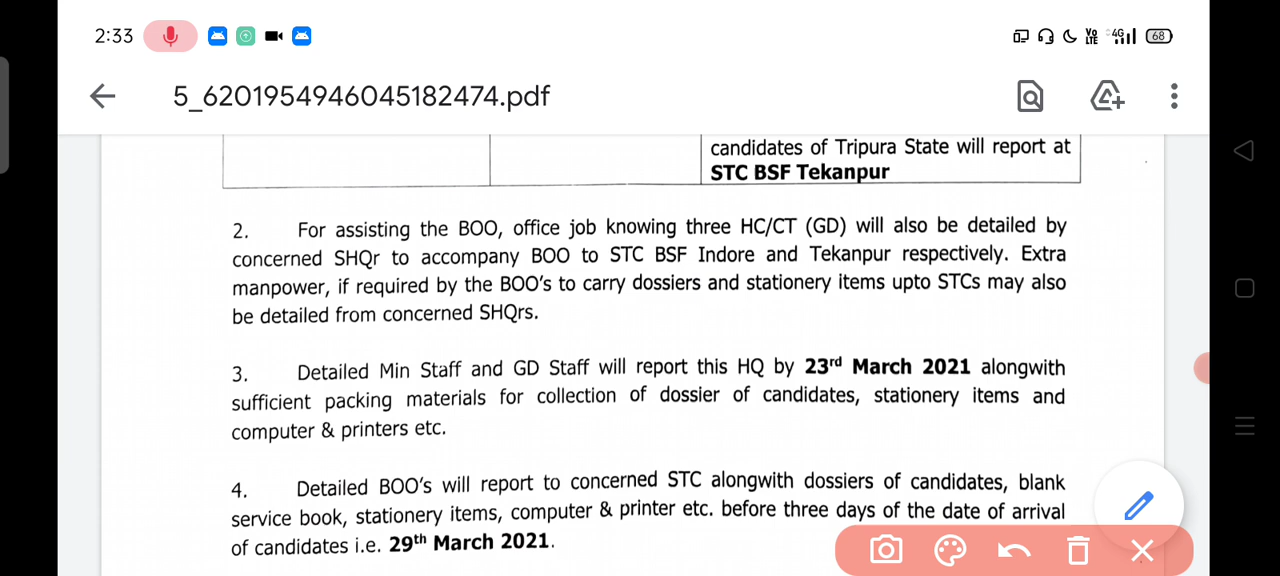 2:33
VO LTE 4G 68
5_6201954946045182474.pdf
candidates of Tripura State will report at
STC BSF Tekanpur
2. For assisting the BOO, office job knowing three HC/CT (GD) will also be detailed by
concerned SHQr to accompany BOO to STC BSF Indore and Tekanpur respectively. Extra
manpower, if required by the BOO's to carry dossiers and stationery items upto STCs may also
be detailed from concerned SHQrs.
3. Detailed Min Staff and GD Staff will report this HQ by 23rd March 2021 alongwith
sufficient packing materials for collection of dossier of candidates, stationery items and
computer & printers etc.
4. Detailed BOO's will report to concerned STC alongwith dossiers of candidates, blank
service book, stationery items, computer & printer etc. before three days of the date of arrival
of candidates i.e. 29th March 2021.